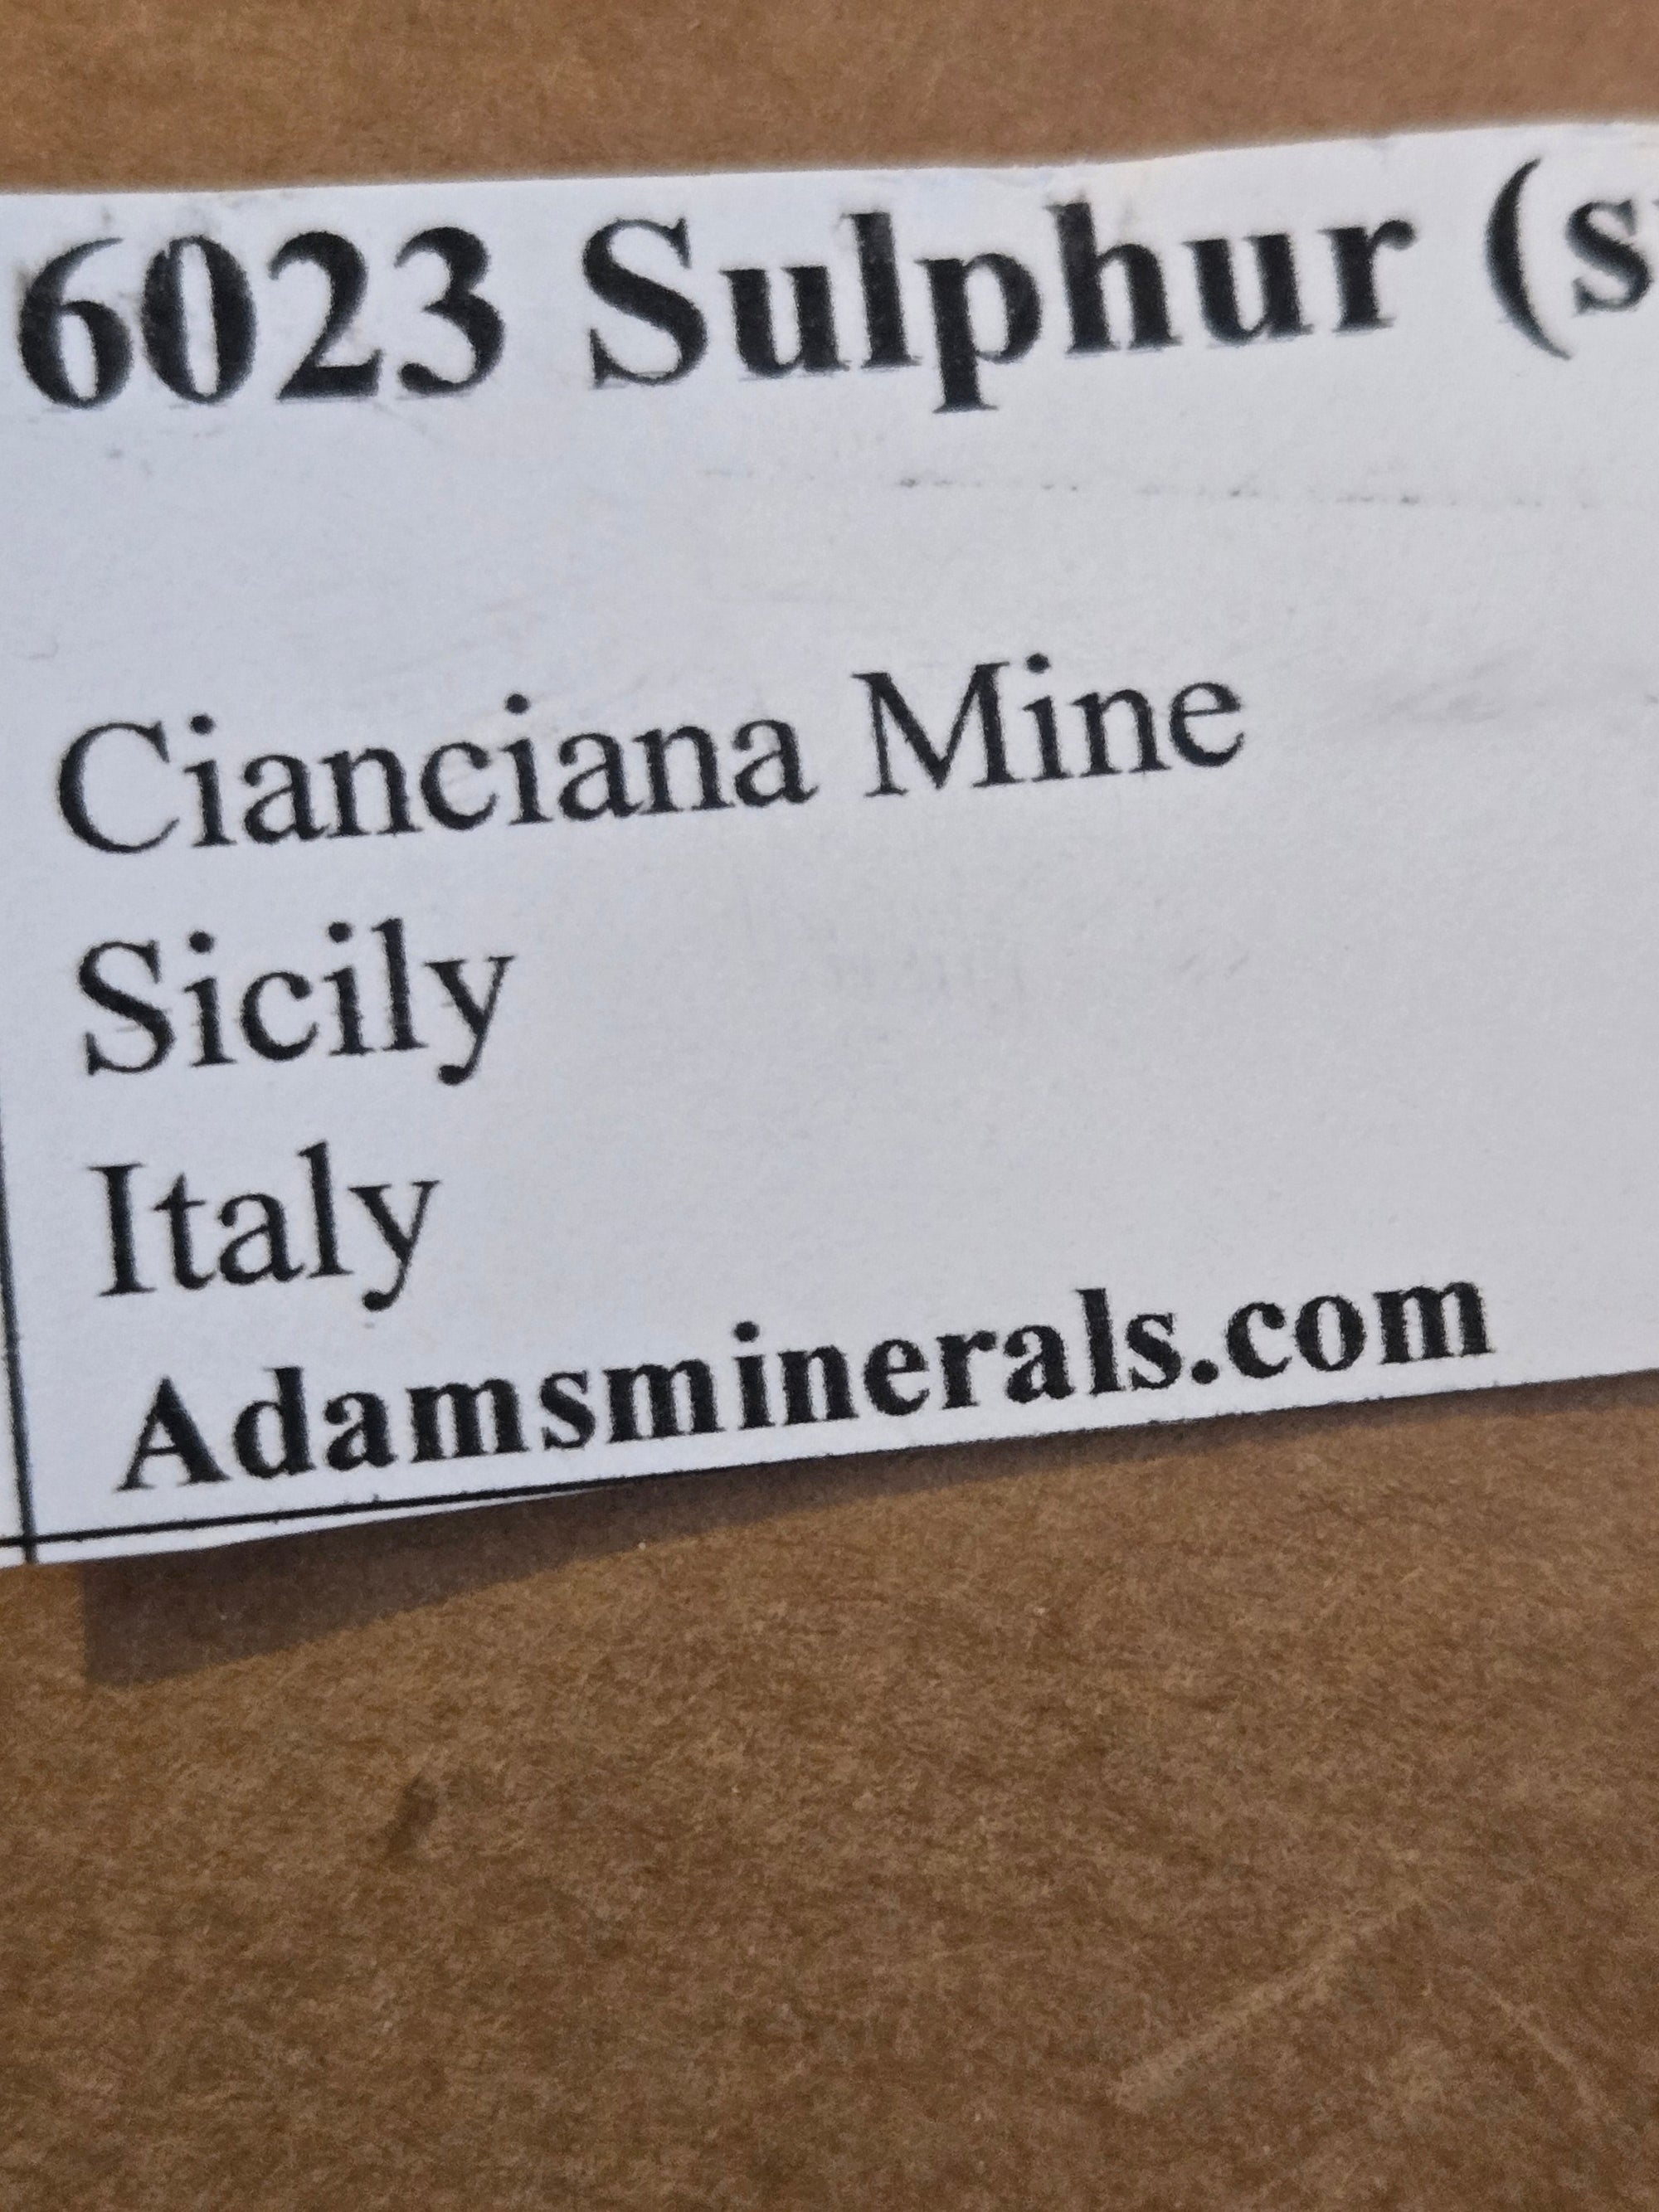 6023 Sulphur (s
Cianciana Mine
Sicily
Italy
Adamsminerals.com